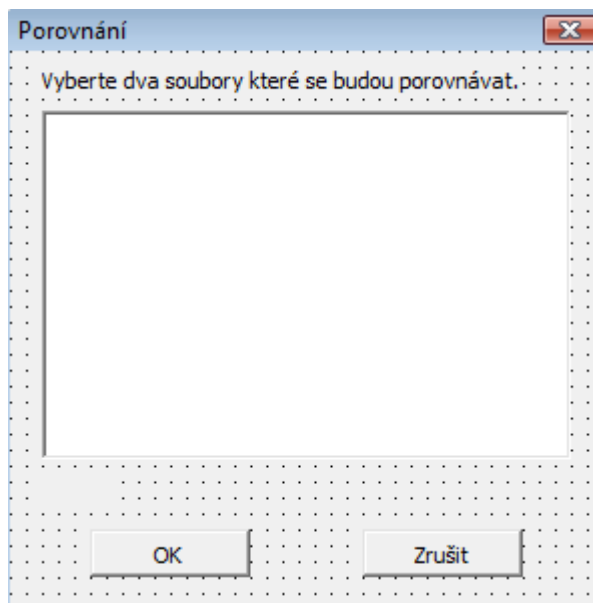 Porovnání
Vyberte dva soubory které se budou porovnávat.
OK
Zrušit